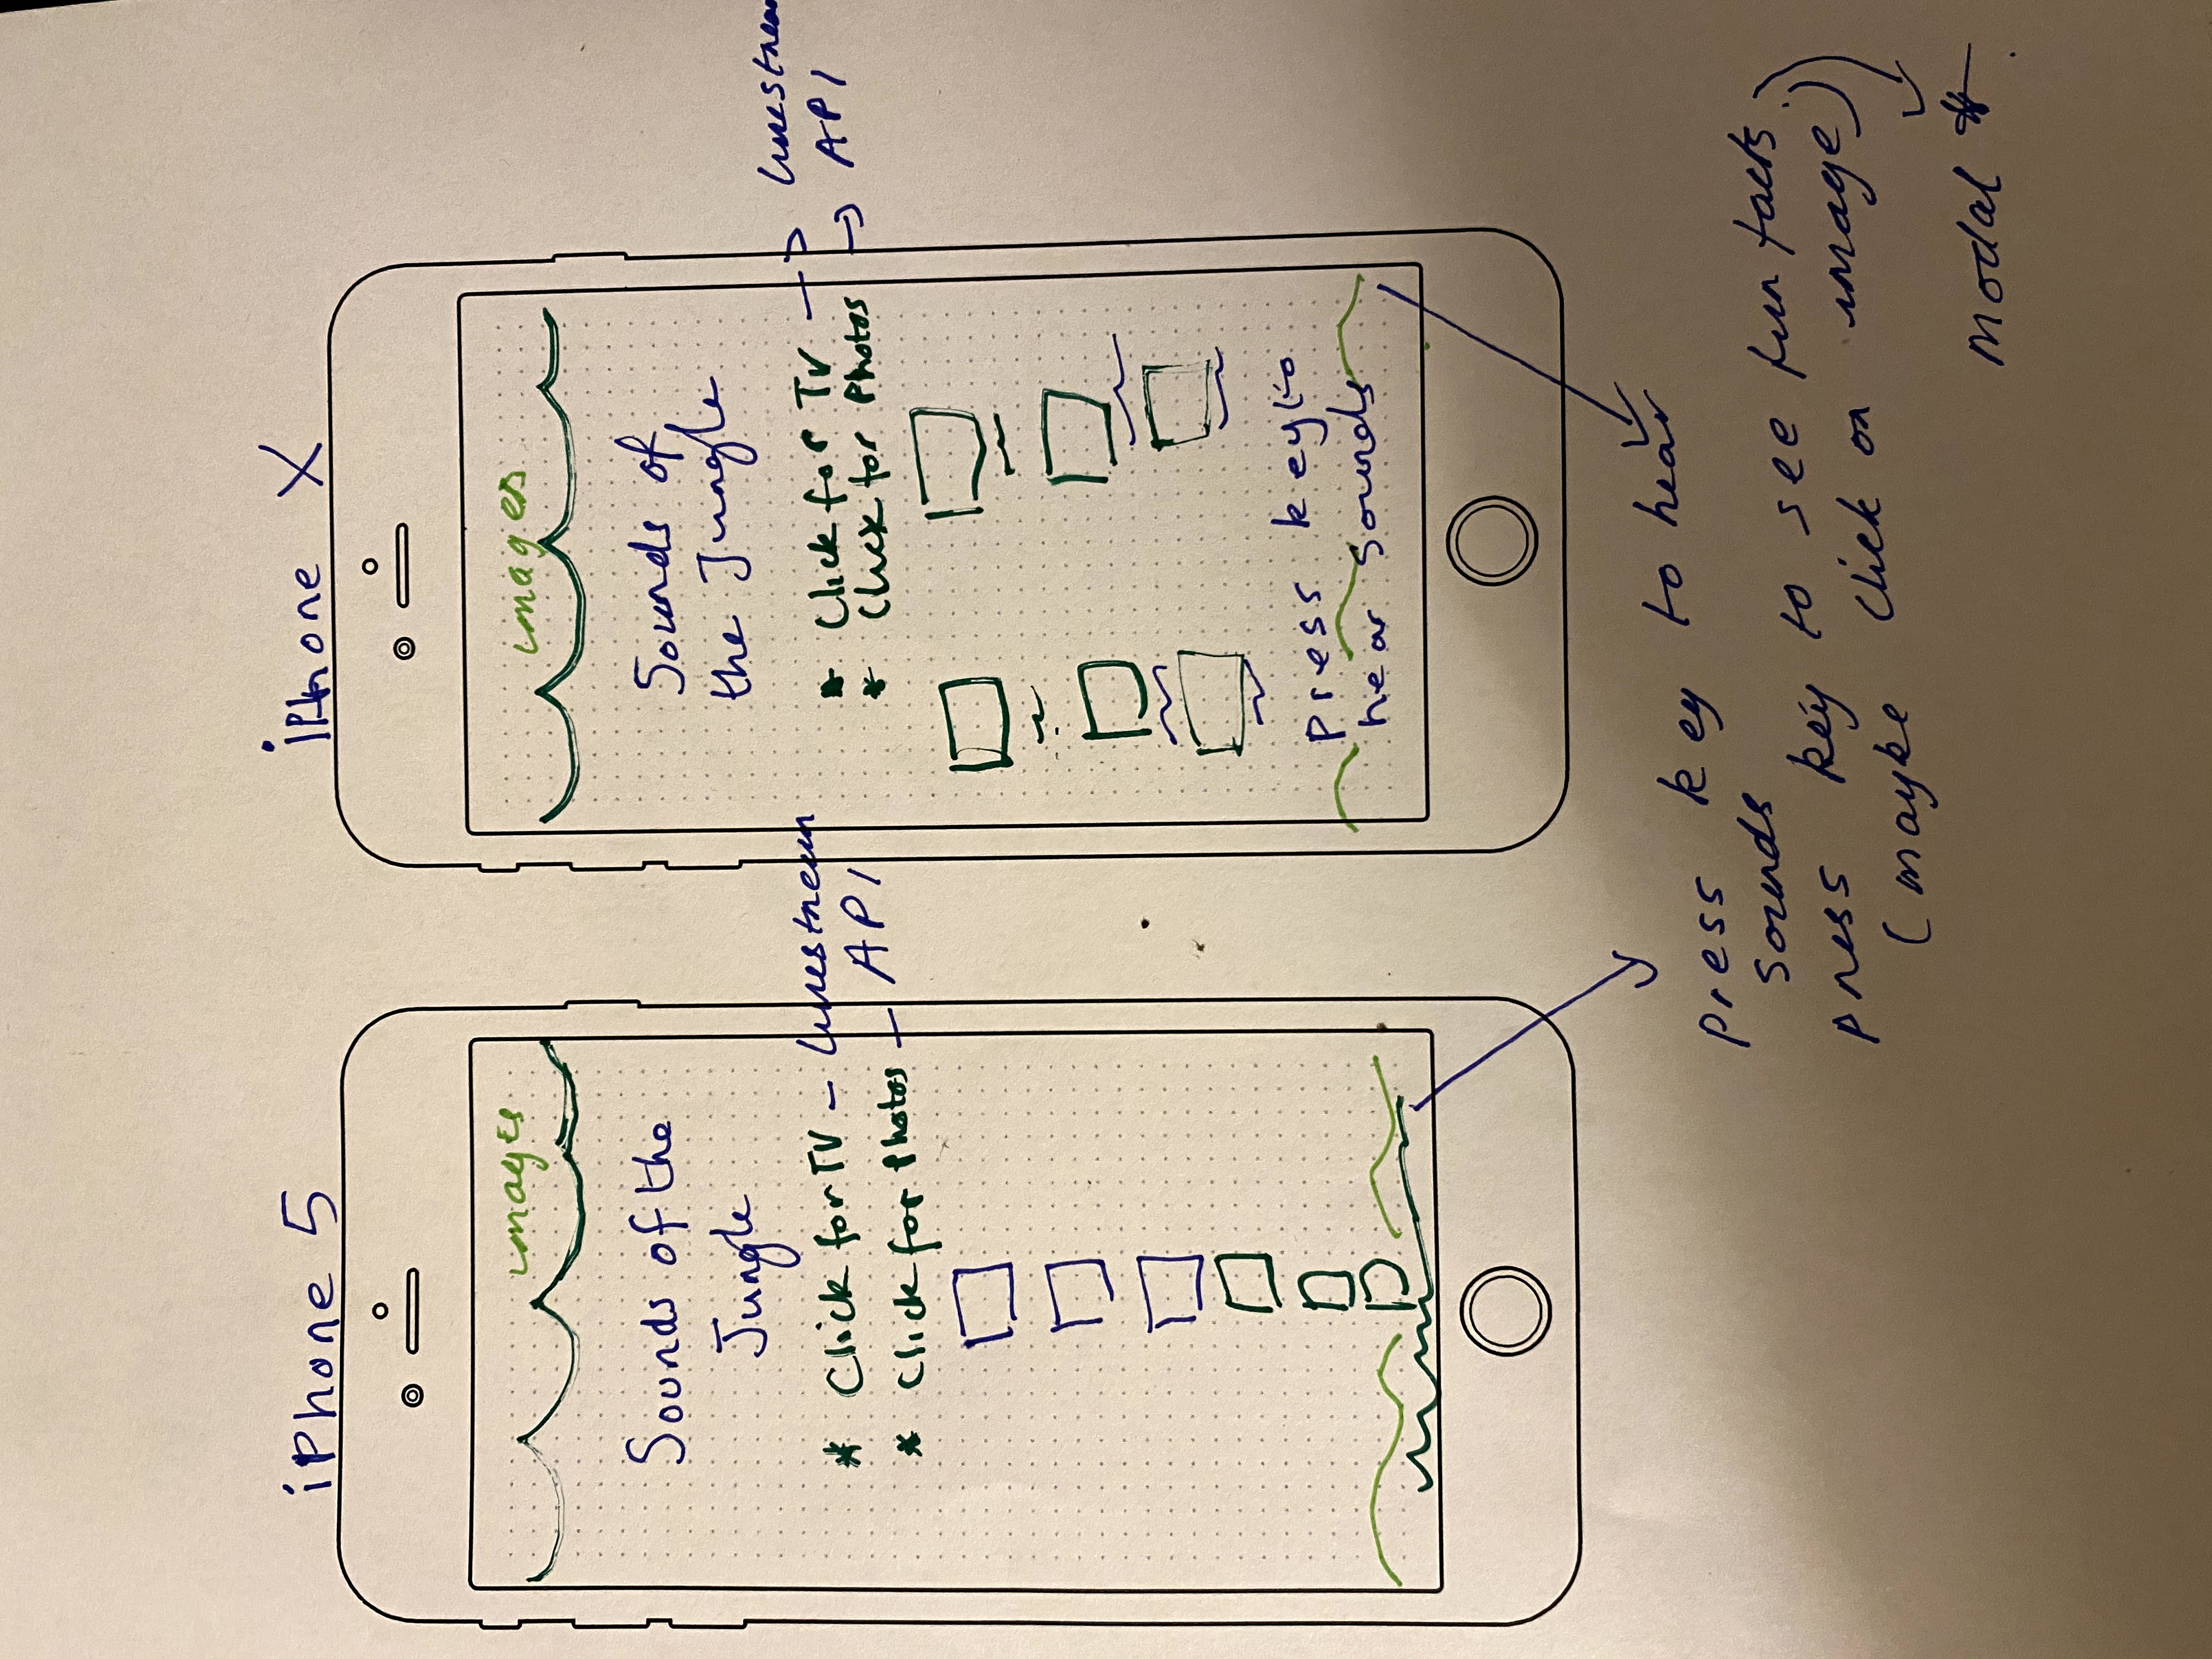 iPhone 5
images
Sounds of the
Jungle
* Click for TV - Livestream
API
* Click for Photos -
iPhone X
images
Sounds of
the Jungle
* Click for TV -> Livestream
* Click for Photos -> API
press key to
hear sounds
press key to hear
sounds
press key to see fun facts
(maybe click on image)
modal *